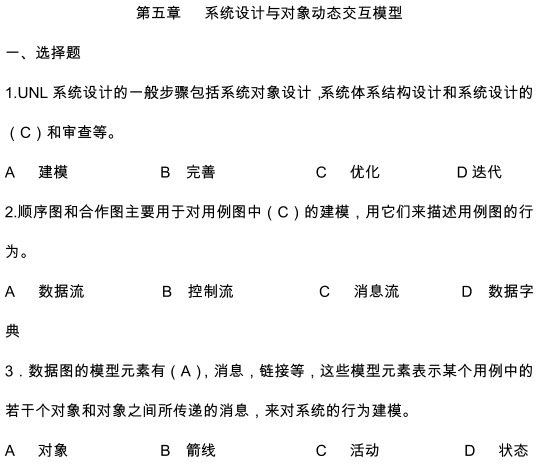 第五章 系统设计与对象动态交互模型
一、选择题
1.UNL 系统设计的一般步骤包括系统对象设计,系统体系结构设计和系统设计的
（C）和审查等。
A 建模 B 完善 C 优化 D 迭代
2.顺序图和合作图主要用于对用例图中（C）的建模，用它们来描述用例图的行
为。
A 数据流 B 控制流 C 消息流 D 数据字
典
3．数据图的模型元素有（A），消息，链接等，这些模型元素表示某个用例中的
若干个对象和对象之间所传递的消息，来对系统的行为建模。
A 对象 B 箭线 C 活动 D 状态